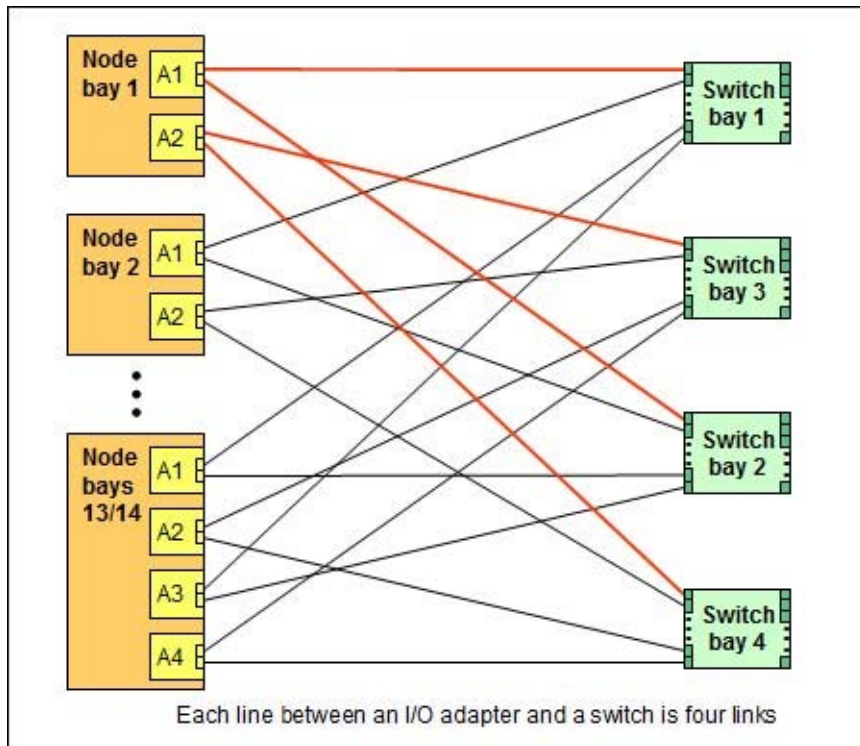 Node
bay 1
A1
A2
Node
bay 2
A1
A2
Node
bays
13/14
A1
A2
A3
A4
Switch
bay 1
Switch
bay 3
Switch
bay 2
Switch
bay 4
Each line between an I/O adapter and a switch is four links